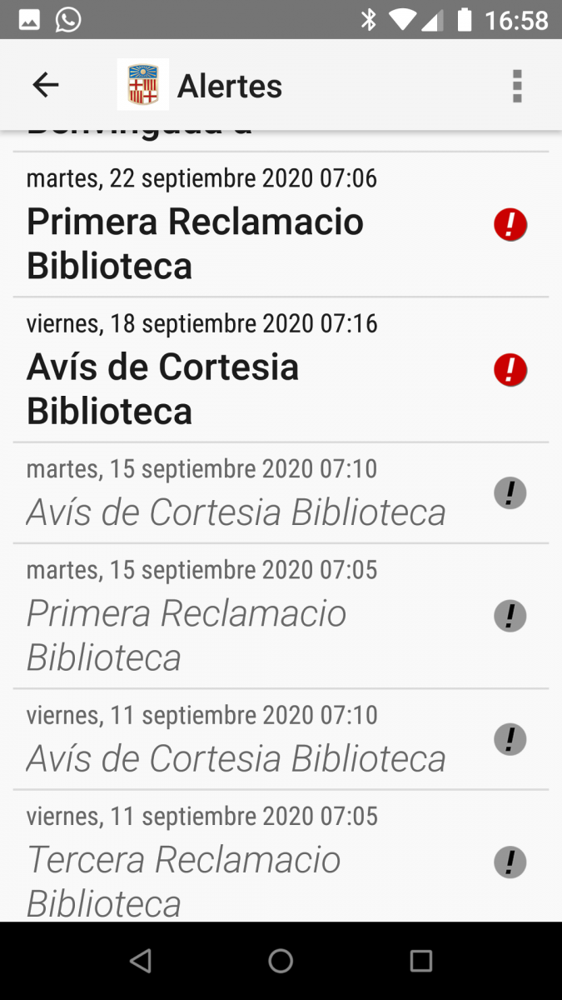 16:58
Alertes
martes, 22 septiembre 2020 07:06
Primera Reclamacio
Biblioteca
viernes, 18 septiembre 2020 07:16
Avís de Cortesia
Biblioteca
martes, 15 septiembre 2020 07:10
Avís de Cortesia Biblioteca
martes, 15 septiembre 2020 07:05
Primera Reclamacio
Biblioteca
viernes, 11 septiembre 2020 07:10
Avís de Cortesia Biblioteca
viernes, 11 septiembre 2020 07:05
Tercera Reclamacio
Biblioteca